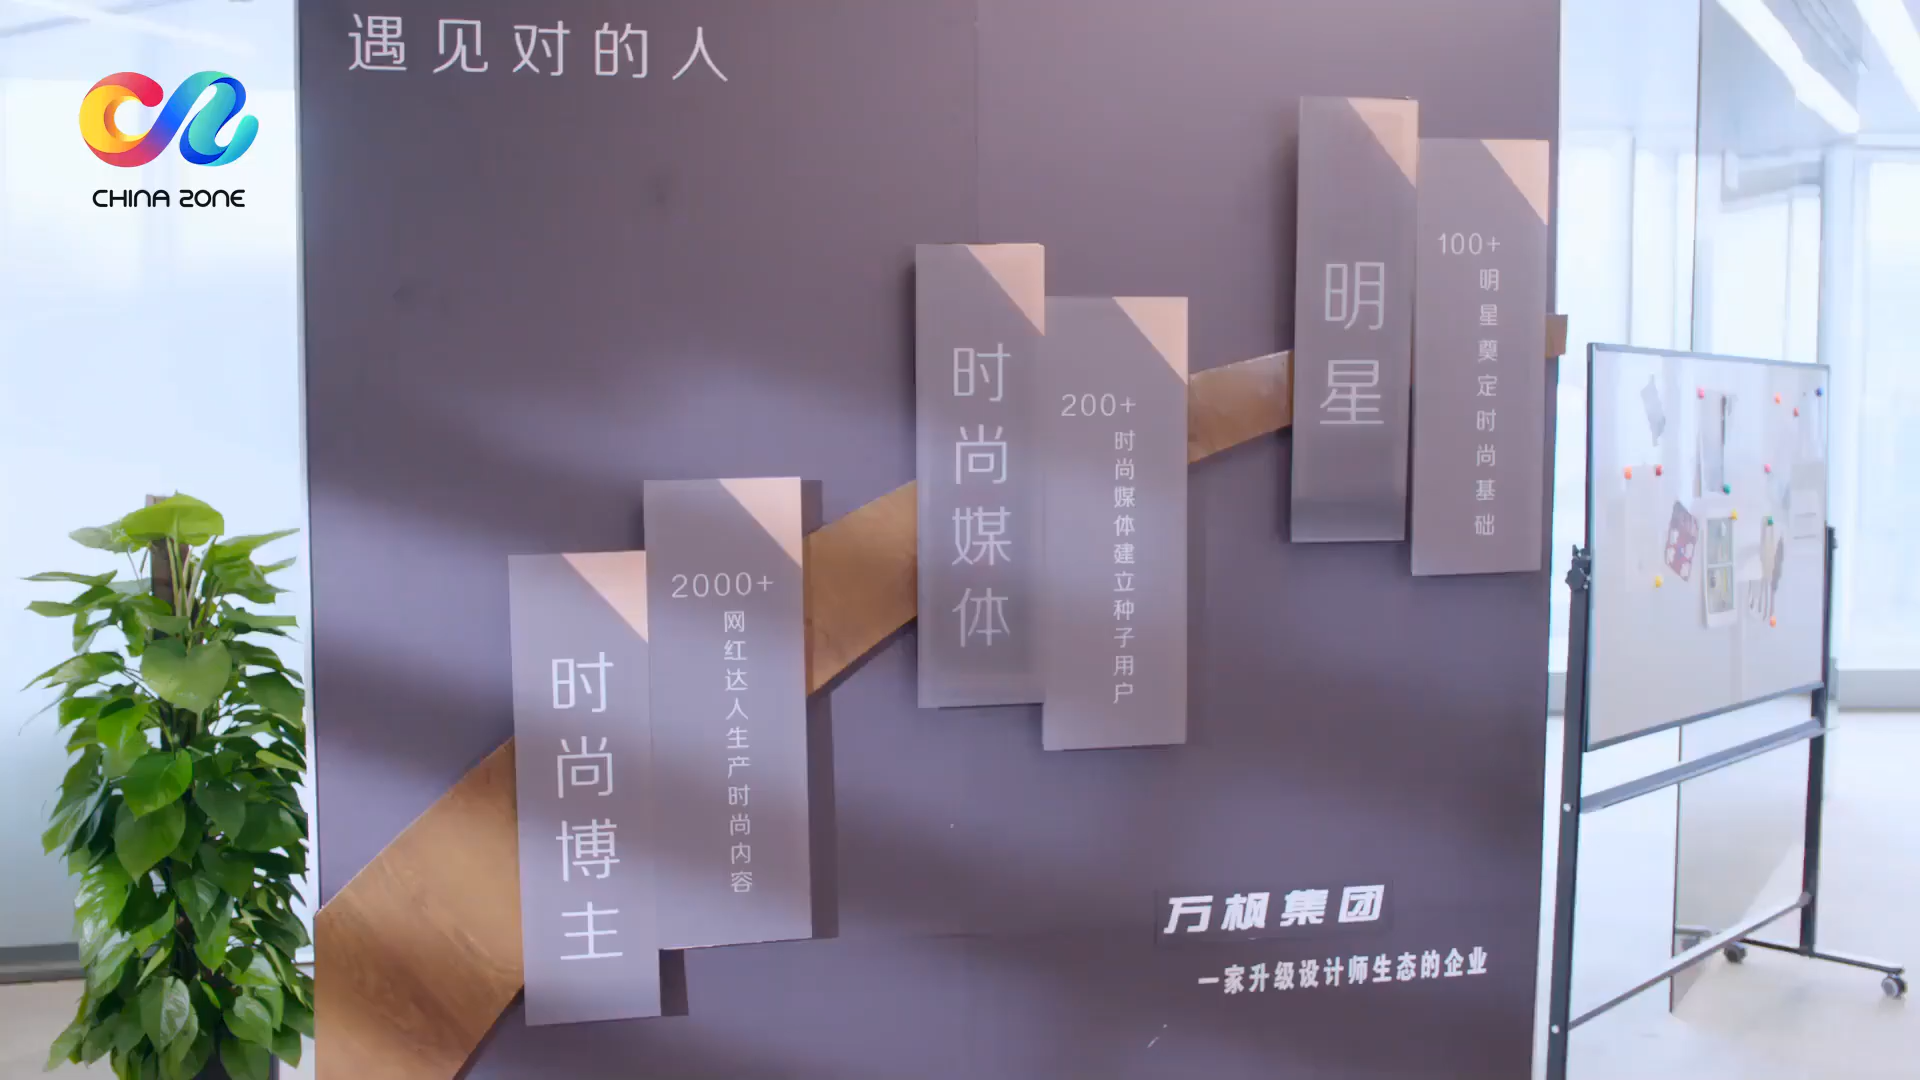 遇见对的人
CHINA ZONE
明星
100+
明星奠定时尚基础
时尚媒体
200+
时尚媒体建立种子用户
时尚博主
2000+
网红达人生产时尚内容
万枫集团
一家升级设计师生态的企业